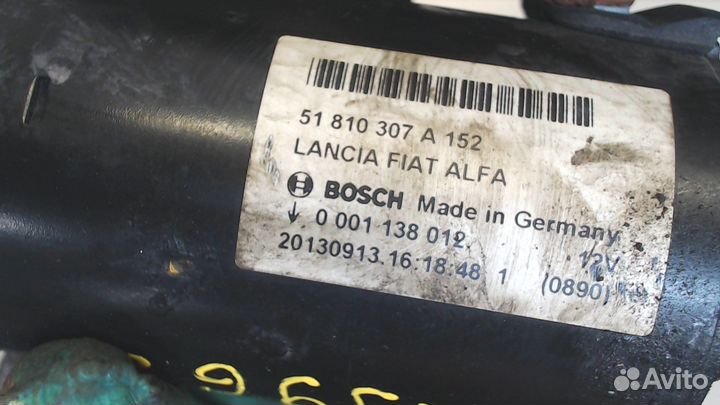 51 810 307 A 152
LANCIA FIAT ALFA
BOSCH Made in Germany
0 001 138 012 12V
20130913.16:18:48 1 (0890)
Avito